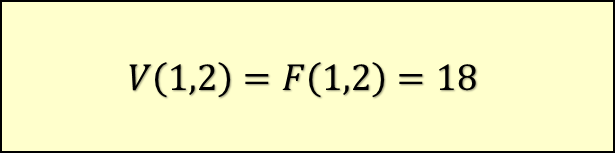 V(1,2) = F(1,2) = 18